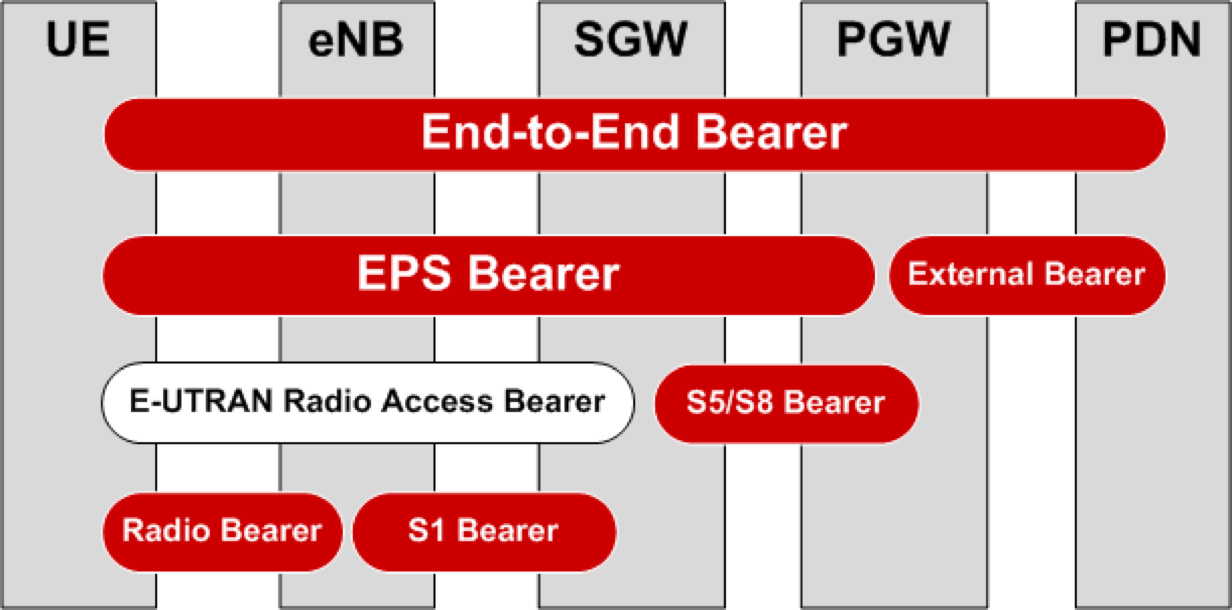 UE eNB SGW PGW PDN
End-to-End Bearer
EPS Bearer External Bearer
E-UTRAN Radio Access Bearer S5/S8 Bearer
Radio Bearer S1 Bearer